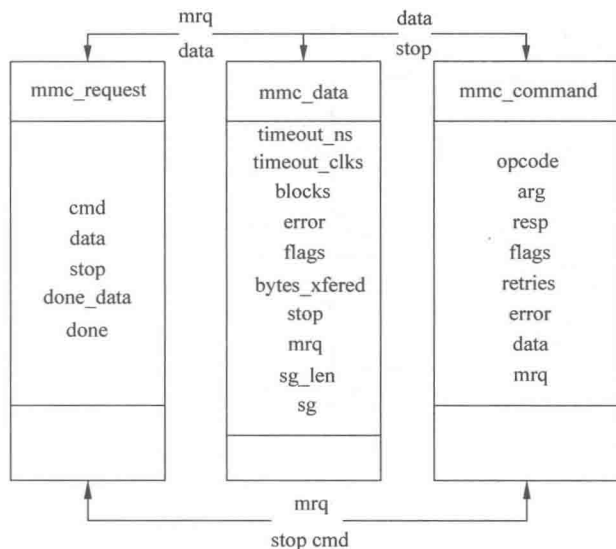 mrq
data
data
stop
mmc_request
cmd
data
stop
done_data
done
mmc_data
timeout_ns
timeout_clks
blocks
error
flags
bytes_xfered
stop
mrq
sg_len
sg
mmc_command
opcode
arg
resp
flags
retries
error
data
mrq
mrq
stop cmd